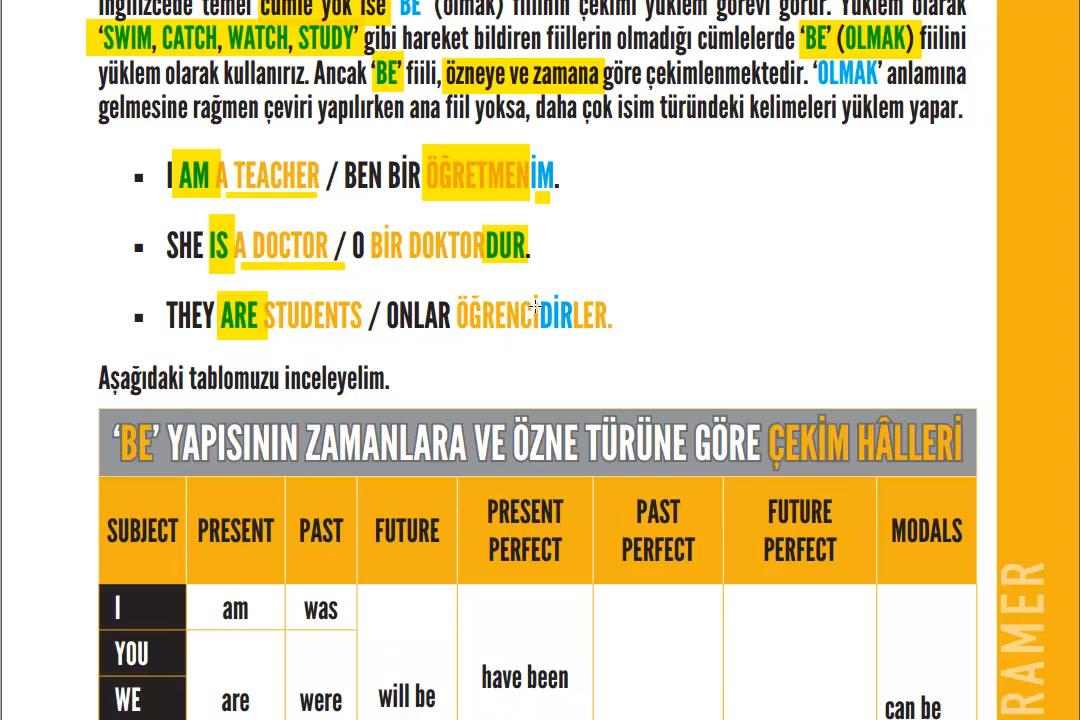 İngilizcede temel cümle yok ise 'BE' (olmak) fiilinin çekimi yüklem görevi görür. Yüklem olarak
'SWIM, CATCH, WATCH, STUDY' gibi hareket bildiren fiillerin olmadığı cümlelerde 'BE' (OLMAK) fiilini
yüklem olarak kullanırız. Ancak 'BE' fiili, özneye ve zamana göre çekimlenmektedir. 'OLMAK' anlamına
gelmesine rağmen çeviri yapılırken ana fiil yoksa, daha çok isim türündeki kelimeleri yüklem yapar.
▪ I AM A TEACHER / BEN BİR ÖĞRETMENİM.
▪ SHE IS A DOCTOR / O BİR DOKTORDUR.
▪ THEY ARE STUDENTS / ONLAR ÖĞRENCİDİRLER.
Aşağıdaki tablomuzu inceleyelim.
'BE' YAPISININ ZAMANLARA VE ÖZNE TÜRÜNE GÖRE ÇEKİM HÂLLERİ
SUBJECT PRESENT PAST FUTURE PRESENT PERFECT PAST PERFECT FUTURE PERFECT MODALS
I am was
YOU
have been
WE are were will be can be
RAMER